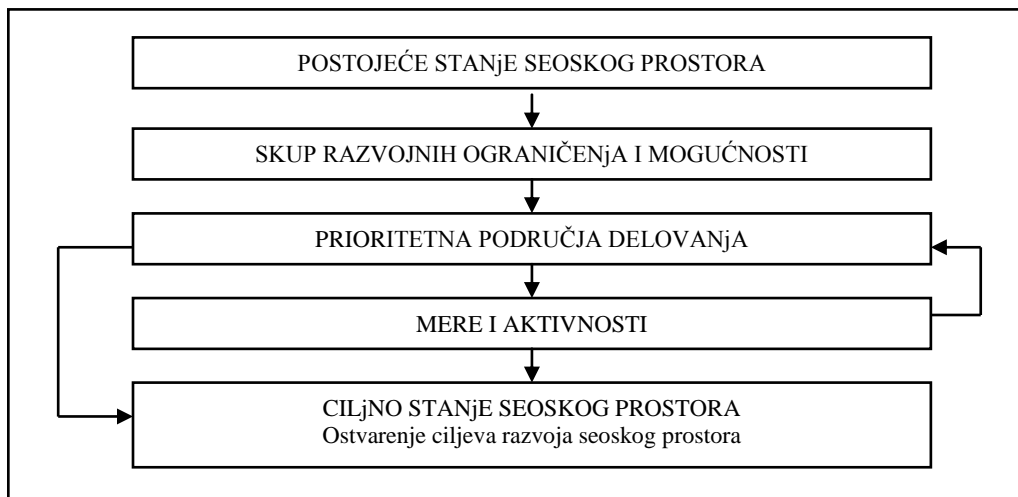 POSTOJEĆE STANjE SEOSKOG PROSTORA
SKUP RAZVOJNIH OGRANIČENjA I MOGUĆNOSTI
PRIORITETNA PODRUČJA DELOVANjA
MERE I AKTIVNOSTI
CILjNO STANjE SEOSKOG PROSTORA
Ostvarenje ciljeva razvoja seoskog prostora